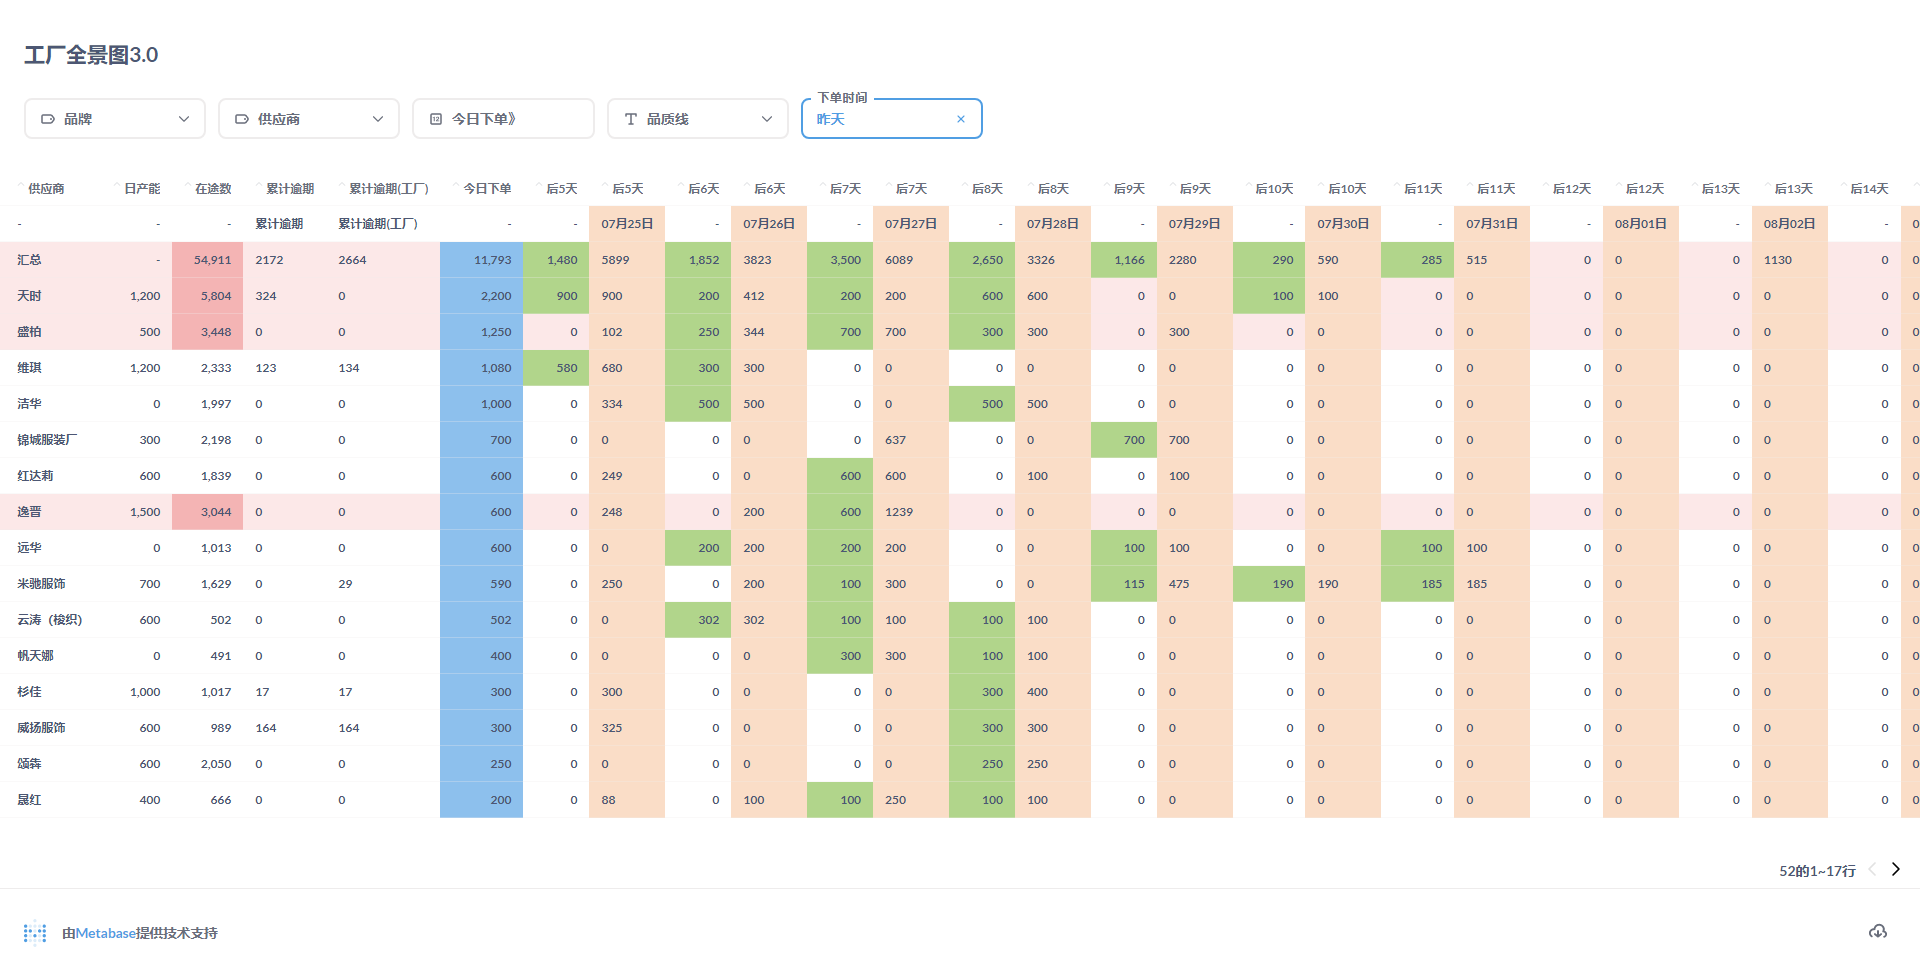 工厂全景图3.0
下单时间
品牌 供应商 今日下单》 品质线 昨天
供应商 日产能 在途数 累计逾期 累计逾期(工厂) 今日下单 后5天 后5天 后6天 后6天 后7天 后7天 后8天 后8天 后9天 后9天 后10天 后10天 后11天 后11天 后12天 后12天 后13天 后13天 后14天
- - - 累计逾期 累计逾期(工厂) - - 07月25日 - 07月26日 - 07月27日 - 07月28日 - 07月29日 - 07月30日 - 07月31日 - 08月01日 - 08月02日 - 0
汇总 - 54,911 2172 2664 11,793 1,480 5899 1,852 3823 3,500 6089 2,650 3326 1,166 2280 290 590 285 515 0 0 0 1130 0 0
天时 1,200 5,804 324 0 2,200 900 900 200 412 200 200 600 600 0 0 100 100 0 0 0 0 0 0 0 0
盛柏 500 3,448 0 0 1,250 0 102 250 344 700 700 300 300 0 300 0 0 0 0 0 0 0 0 0 0
维琪 1,200 2,333 123 134 1,080 580 680 300 300 0 0 0 0 0 0 0 0 0 0 0 0 0 0 0 0
洁华 0 1,997 0 0 1,000 0 334 500 500 0 0 500 500 0 0 0 0 0 0 0 0 0 0 0 0
锦城服装厂 300 2,198 0 0 700 0 0 0 0 0 637 0 0 700 700 0 0 0 0 0 0 0 0 0 0
红达莉 600 1,839 0 0 600 0 249 0 0 600 600 0 100 0 100 0 0 0 0 0 0 0 0 0 0
逸晋 1,500 3,044 0 0 600 0 248 0 200 600 1239 0 0 0 0 0 0 0 0 0 0 0 0 0 0
远华 0 1,013 0 0 600 0 0 200 200 200 200 0 0 100 100 0 0 100 100 0 0 0 0 0 0
米驰服饰 700 1,629 0 29 590 0 250 0 200 100 300 0 0 115 475 190 190 185 185 0 0 0 0 0 0
云涛（梭织) 600 502 0 0 502 0 0 302 302 100 100 100 100 0 0 0 0 0 0 0 0 0 0 0 0
帆天娜 0 491 0 0 400 0 0 0 0 300 300 100 100 0 0 0 0 0 0 0 0 0 0 0 0
杉佳 1,000 1,017 17 17 300 0 300 0 0 0 0 300 400 0 0 0 0 0 0 0 0 0 0 0 0
威扬服饰 600 989 164 164 300 0 325 0 0 0 0 300 300 0 0 0 0 0 0 0 0 0 0 0 0
颂犇 600 2,050 0 0 250 0 0 0 0 0 0 250 250 0 0 0 0 0 0 0 0 0 0 0 0
晟红 400 666 0 0 200 0 88 0 100 100 250 100 100 0 0 0 0 0 0 0 0 0 0 0 0
52的1~17行
由Metabase提供技术支持